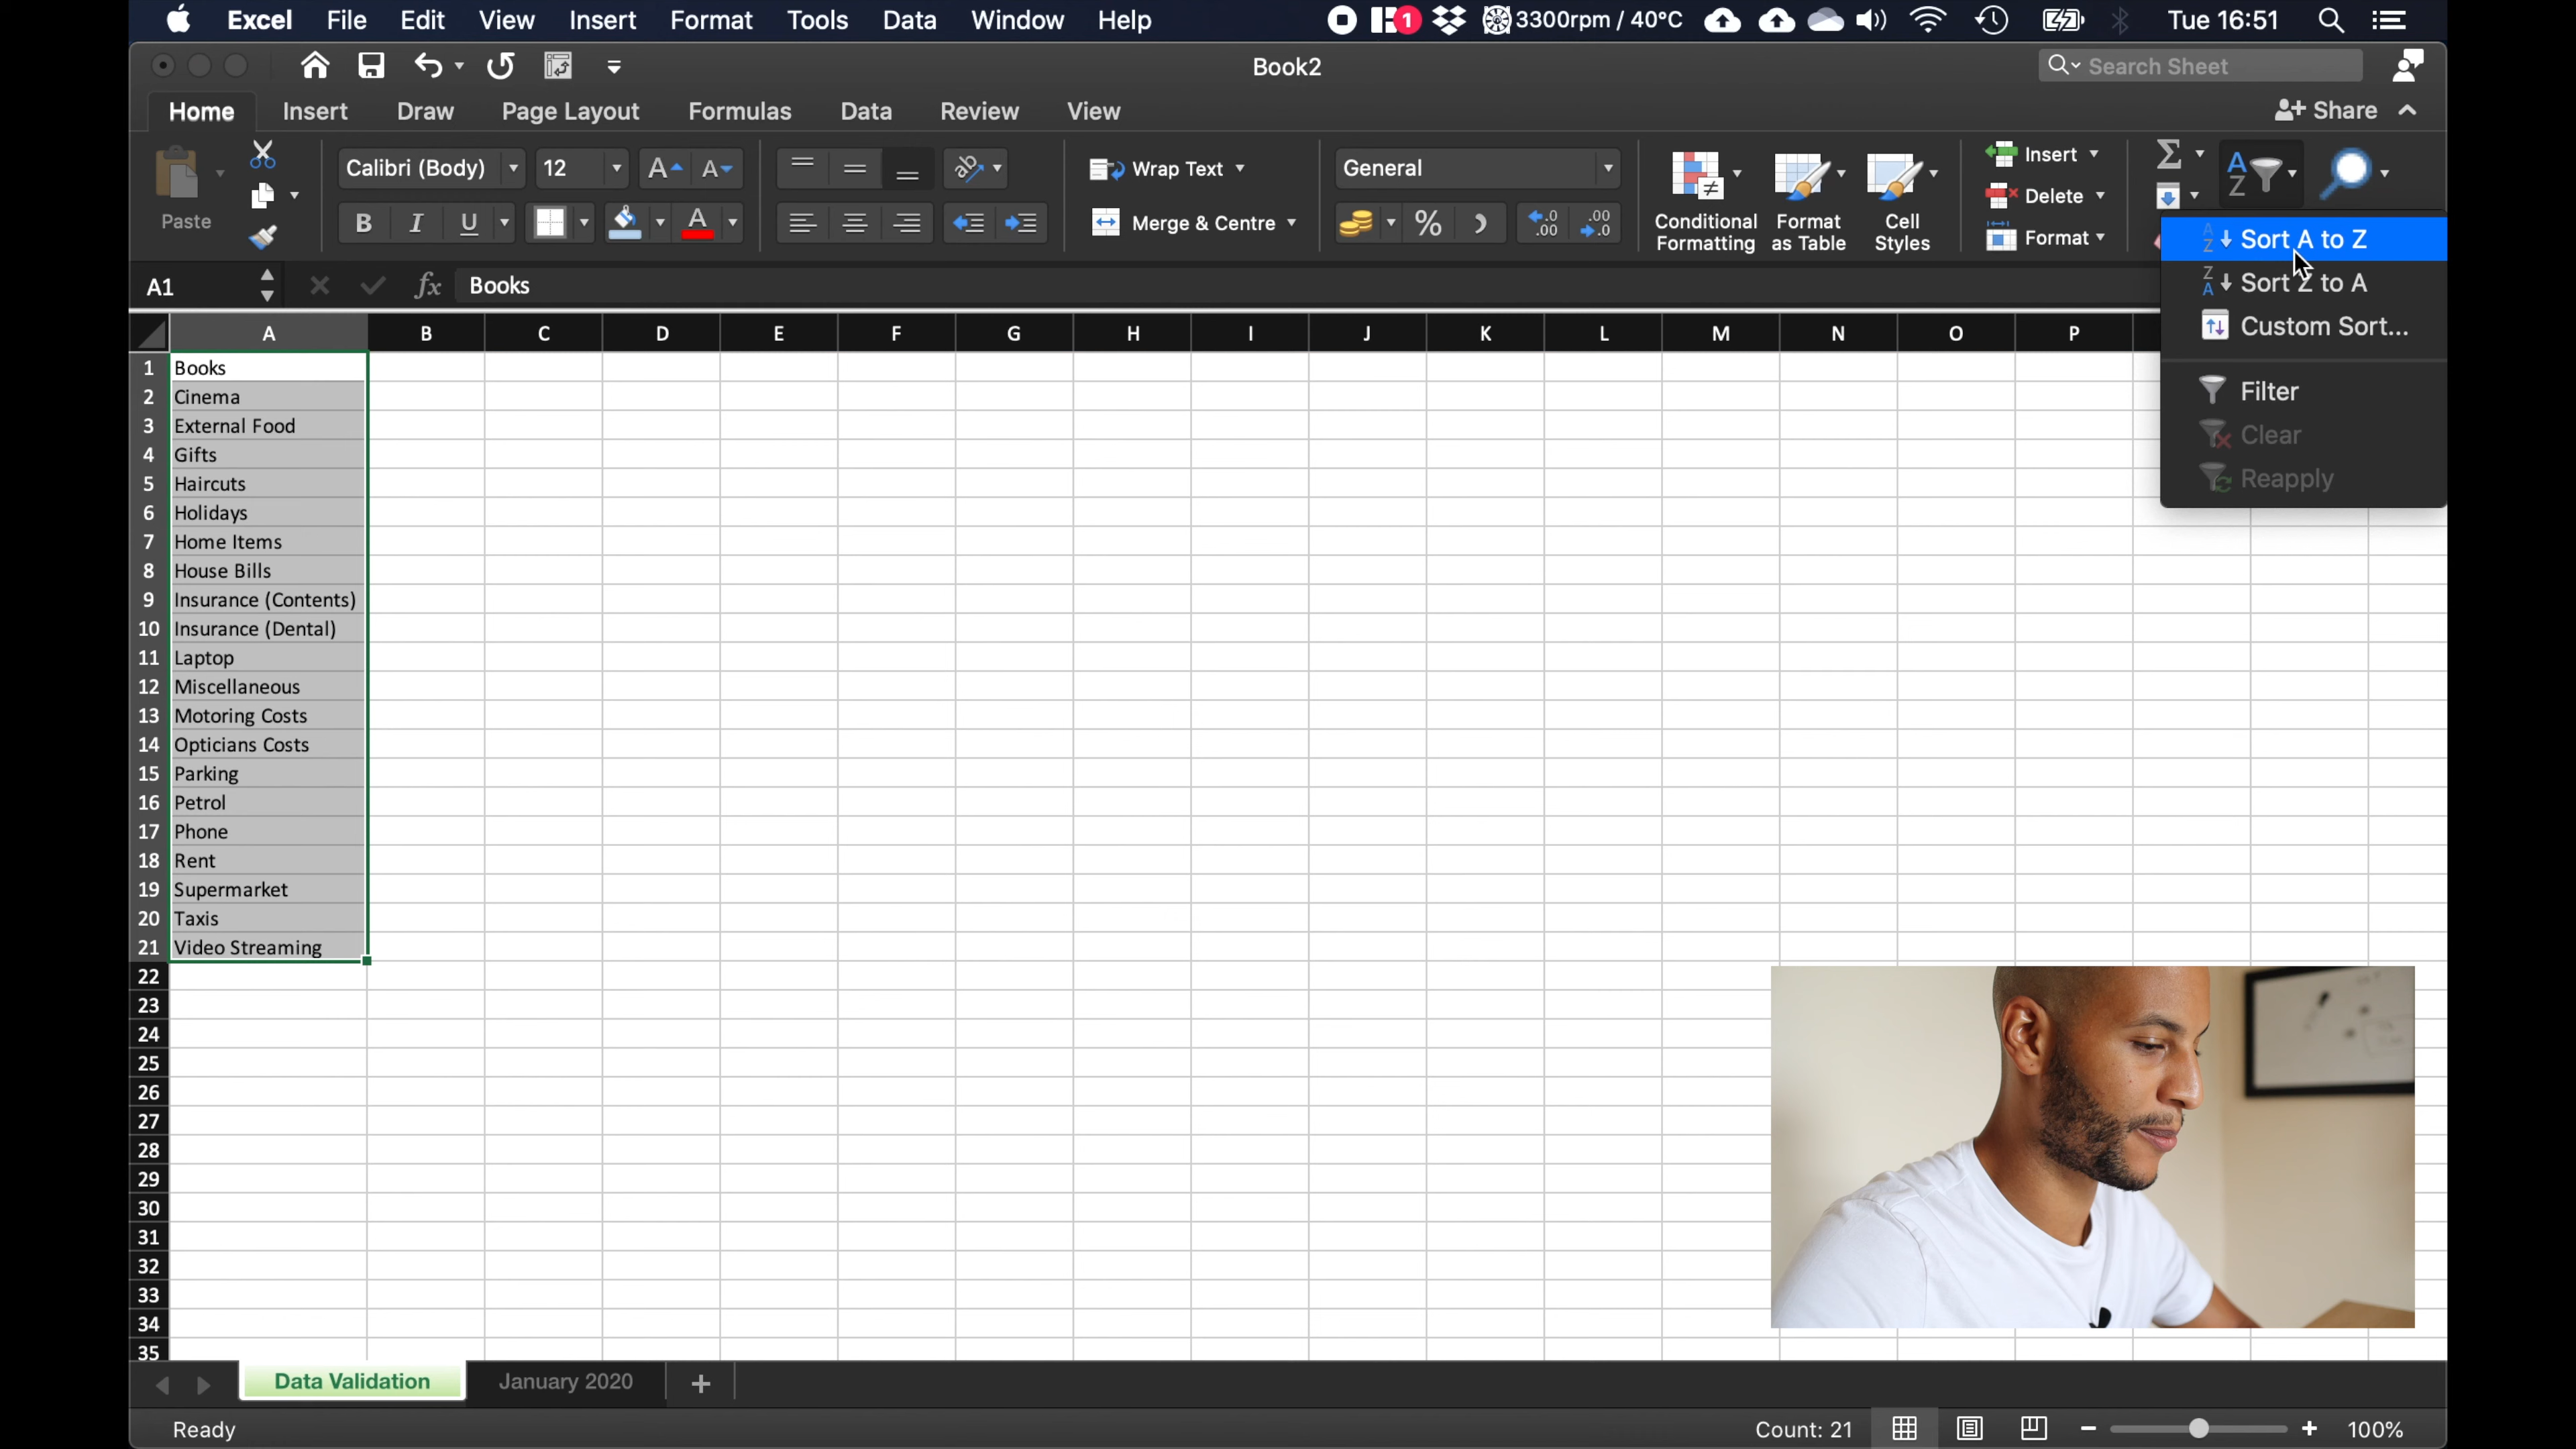 Excel File Edit View Insert Format Tools Data Window Help 1 3300rpm / 40°C Tue 16:51
Book2 Search Sheet
Home Insert Draw Page Layout Formulas Data Review View Share
Paste Calibri (Body) 12 A A Wrap Text General Insert
B I U A Merge & Centre % Conditional Formatting Format as Table Cell Styles Delete
Format
Sort A to Z
Sort Z to A
Custom Sort...
Filter
Clear
Reapply
A1 fx Books
A B C D E F G H I J K L M N O P
1 Books
2 Cinema
3 External Food
4 Gifts
5 Haircuts
6 Holidays
7 Home Items
8 House Bills
9 Insurance (Contents)
10 Insurance (Dental)
11 Laptop
12 Miscellaneous
13 Motoring Costs
14 Opticians Costs
15 Parking
16 Petrol
17 Phone
18 Rent
19 Supermarket
20 Taxis
21 Video Streaming
22
23
24
25
26
27
28
29
30
31
32
33
34
35
Data Validation January 2020 +
Ready Count: 21 100%